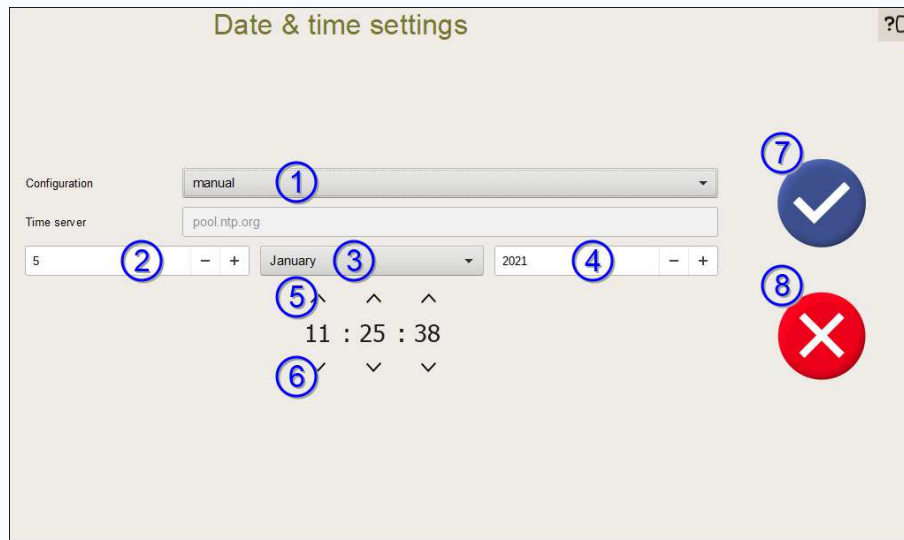 Date & time settings
?
7
Configuration manual 1
Time server pool.ntp.org
5 2 − + January 3 2021 4 − +
5
8
11 : 25 : 38
6